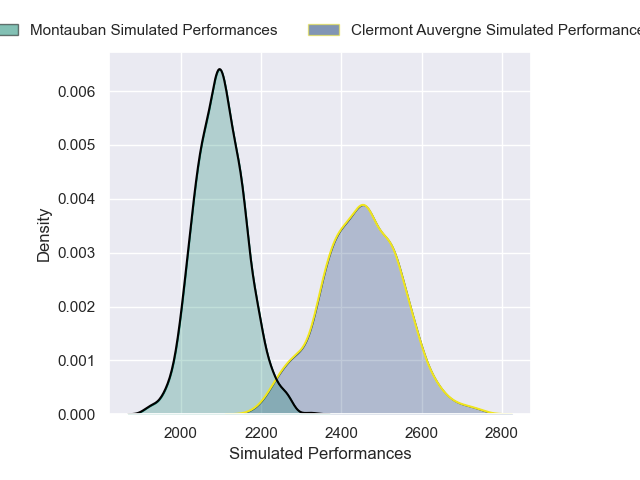 Montauban Simulated Performances Clermont Auvergne Simulated Performance
0.006
0.005
0.004
0.003
0.002
0.001
0.000
Density
2000 2200 2400 2600 2800
Simulated Performances